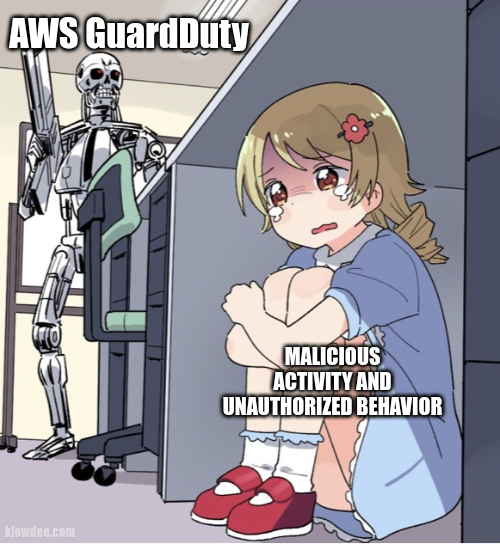 AWS GuardDuty
MALICIOUS
ACTIVITY AND
UNAUTHORIZED BEHAVIOR
klowdee.com